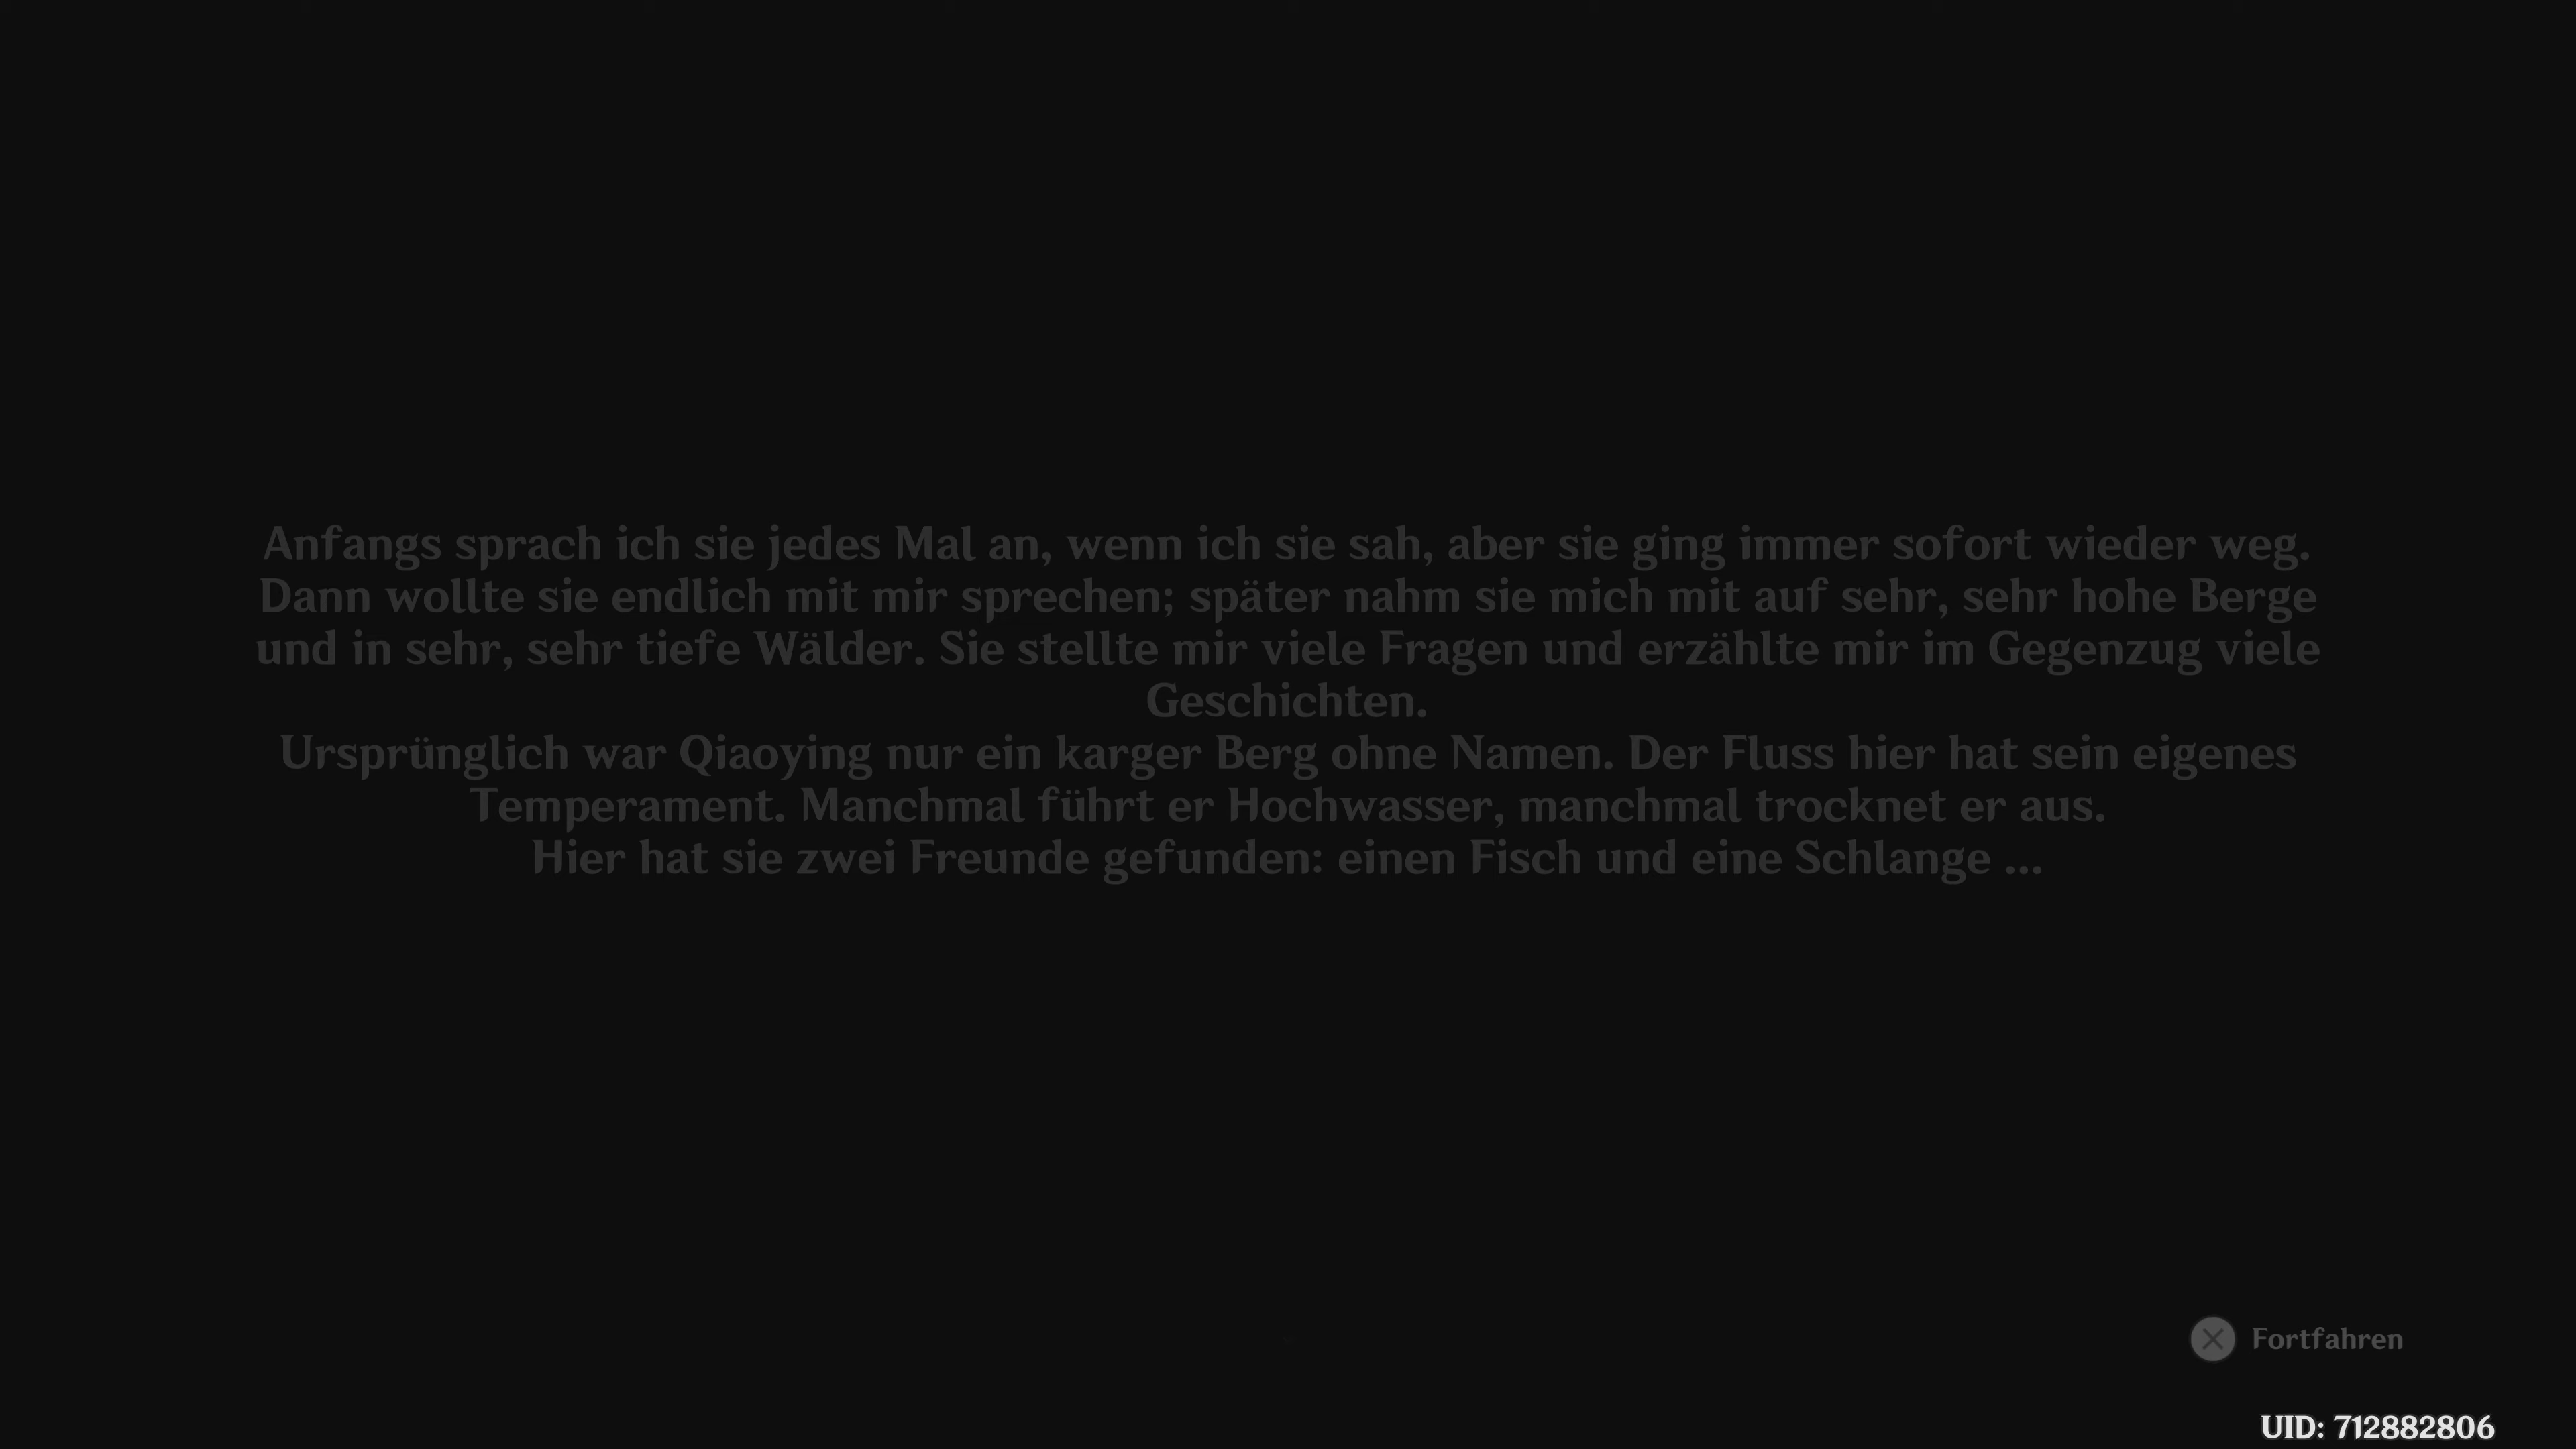 Anfangs sprach ich sie jedes Mal an, wenn ich sie sah, aber sie ging immer sofort wieder weg.
Dann wollte sie endlich mit mir sprechen; später nahm sie mich mit auf sehr, sehr hohe Berge
und in sehr, sehr tiefe Wälder. Sie stellte mir viele Fragen und erzählte mir im Gegenzug viele
Geschichten.
Ursprünglich war Qiaoying nur ein karger Berg ohne Namen. Der Fluss hier hat sein eigenes
Temperament. Manchmal führt er Hochwasser, manchmal trocknet er aus.
Hier hat sie zwei Freunde gefunden: einen Fisch und eine Schlange ...
Fortfahren
UID: 712882806